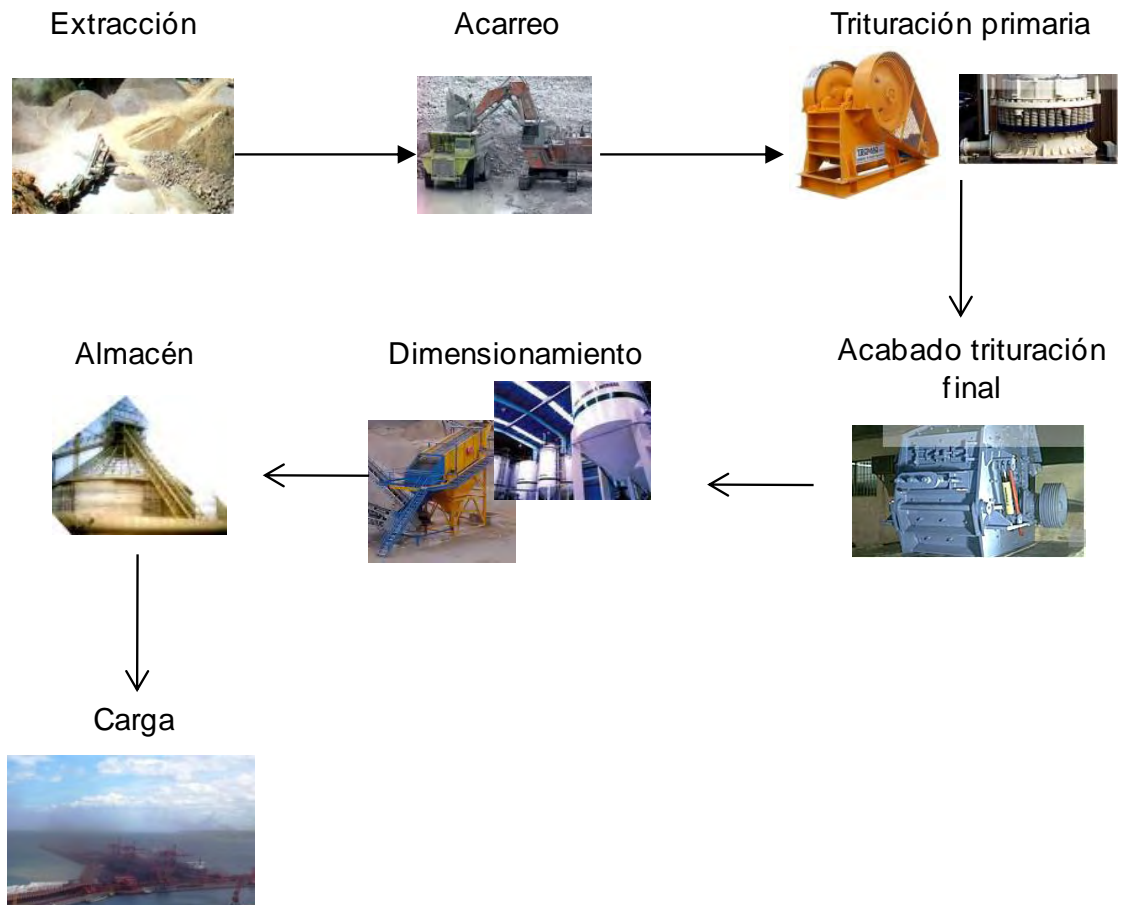 Extracción
Acarreo
Trituración primaria
Acabado trituración
final
Dimensionamiento
Almacén
Carga